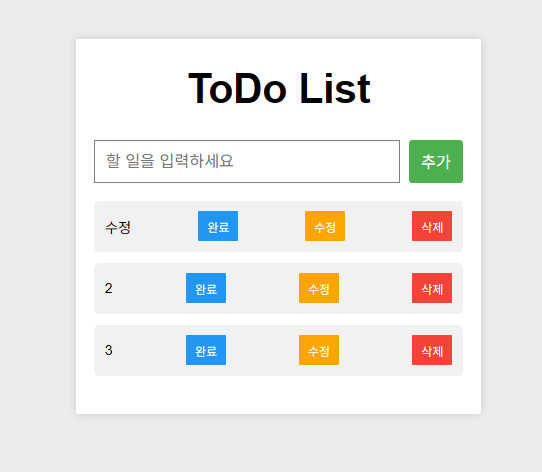 ToDo List
할 일을 입력하세요 추가
수정 완료 수정 삭제
2 완료 수정 삭제
3 완료 수정 삭제